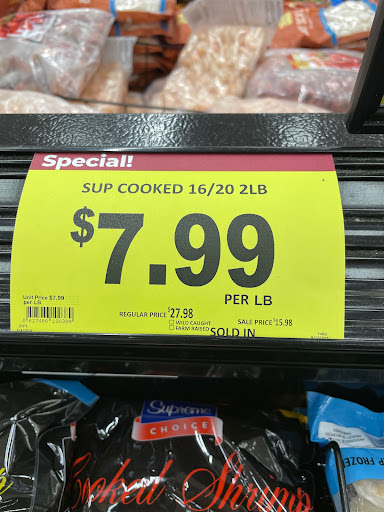 Special!
SUP COOKED 16/20 2LB
$7.99
PER LB
Unit Price $7.99
per LB
REGULAR PRICE $27.98
SALE PRICE $15.98
WILD CAUGHT
FARM RAISED
SOLD IN
Supreme
CHOICE
Cooked Shrimp
FROZE